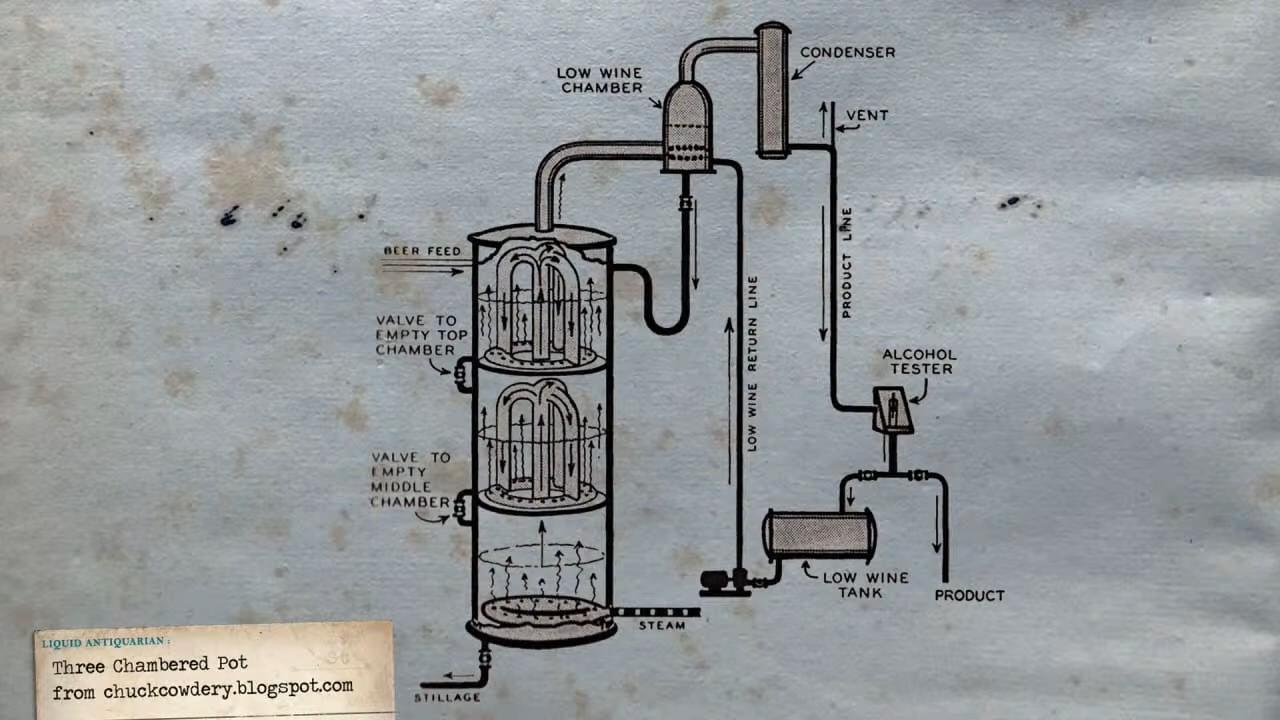 CONDENSER
LOW WINE
CHAMBER
VENT
BEER FEED
PRODUCT LINE
LOW WINE RETURN LINE
VALVE TO
EMPTY TOP
CHAMBER
ALCOHOL
TESTER
VALVE TO
EMPTY
MIDDLE
CHAMBER
LOW WINE
TANK
PRODUCT
STEAM
STILLAGE
LIQUID ANTIQUARIAN :
Three Chambered Pot
from chuckcowdery.blogspot.com